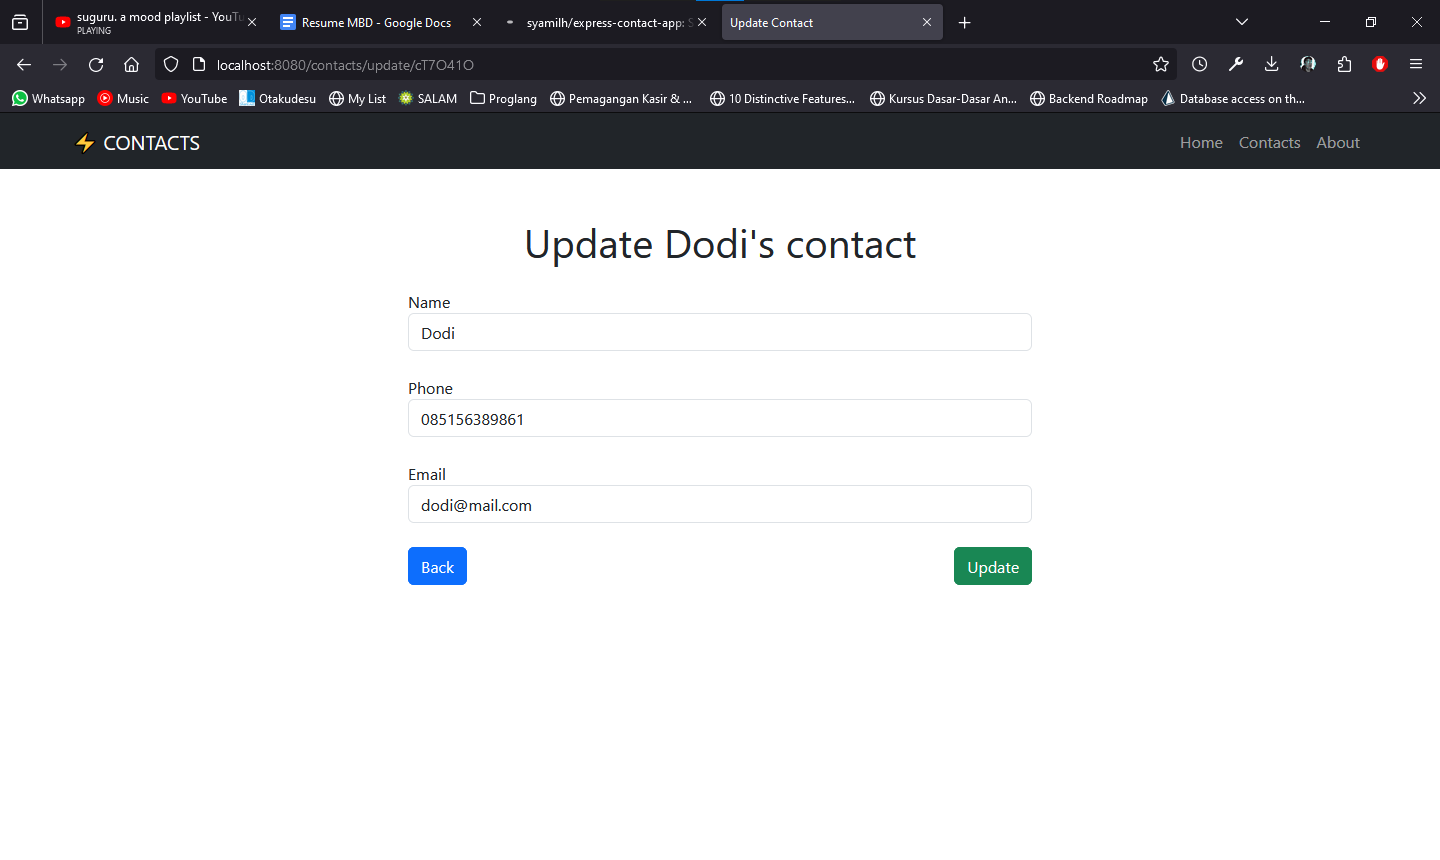 suguru. a mood playlist - YouTu
PLAYING
Resume MBD - Google Docs
syamilh/express-contact-app: S
Update Contact
localhost:8080/contacts/update/cT7O41O
Whatsapp
Music
YouTube
Otakudesu
My List
SALAM
Proglang
Pemagangan Kasir & ...
10 Distinctive Features...
Kursus Dasar-Dasar An...
Backend Roadmap
Database access on th...
CONTACTS
Home
Contacts
About
Update Dodi's contact
Name
Dodi
Phone
085156389861
Email
dodi@mail.com
Back
Update